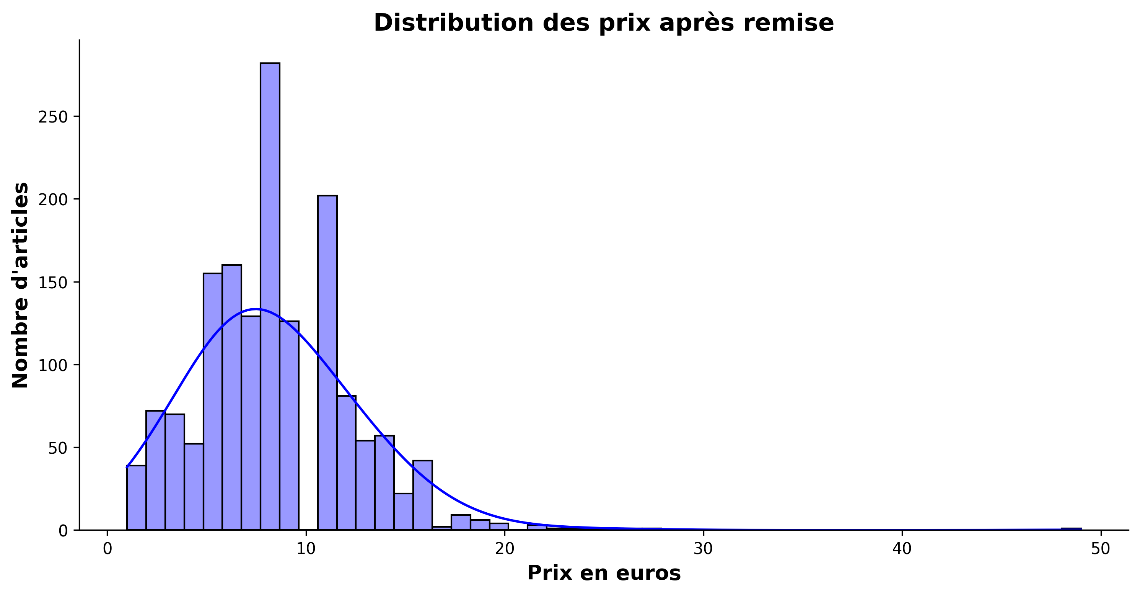 Distribution des prix après remise
Nombre d'articles
250
200
150
100
50
0
0 10 20 30 40 50
Prix en euros